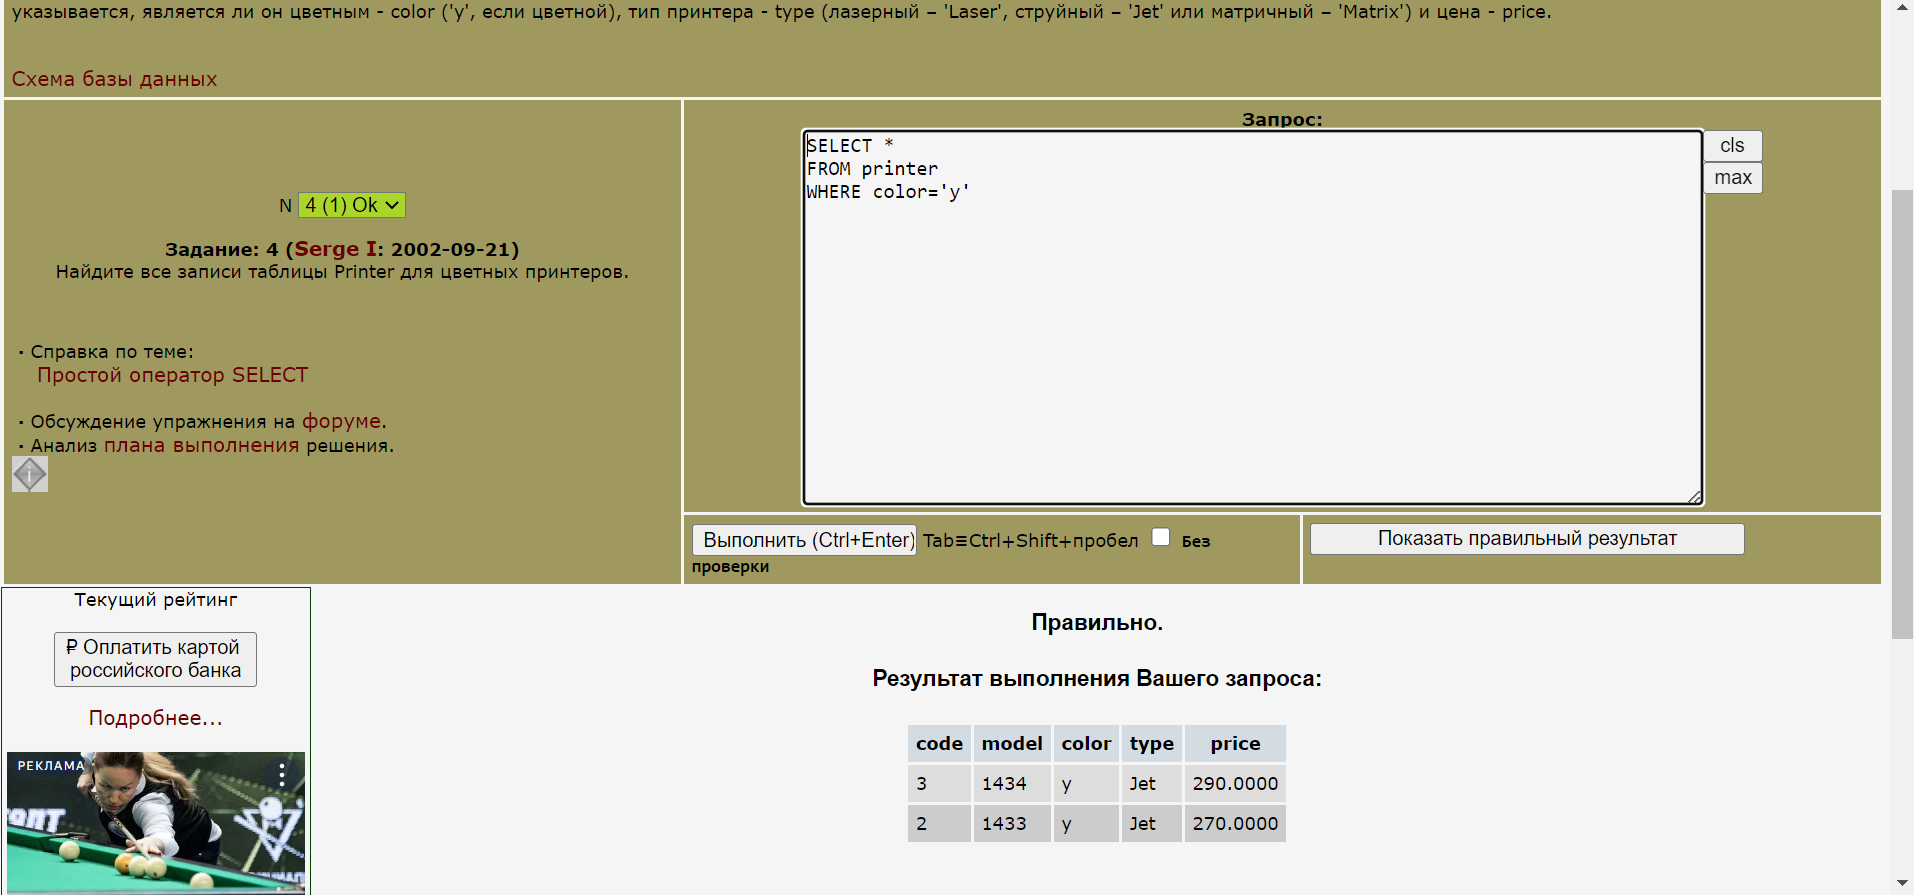 указывается, является ли он цветным - color ('y', если цветной), тип принтера - type (лазерный – 'Laser', струйный – 'Jet' или матричный – 'Matrix') и цена - price.
Схема базы данных
N 4 (1) Ok
Задание: 4 (Serge I: 2002-09-21)
Найдите все записи таблицы Printer для цветных принтеров.
· Справка по теме:
Простой оператор SELECT
· Обсуждение упражнения на форуме.
· Анализ плана выполнения решения.
i
Запрос:
SELECT *
FROM printer
WHERE color='y'
cls
max
Выполнить (Ctrl+Enter) Tab≡Ctrl+Shift+пробел Без
проверки
Показать правильный результат
Текущий рейтинг
₽ Оплатить картой
российского банка
Подробнее...
РЕКЛАМА
Правильно.
Результат выполнения Вашего запроса:
code model color type price
3 1434 y Jet 290.0000
2 1433 y Jet 270.0000